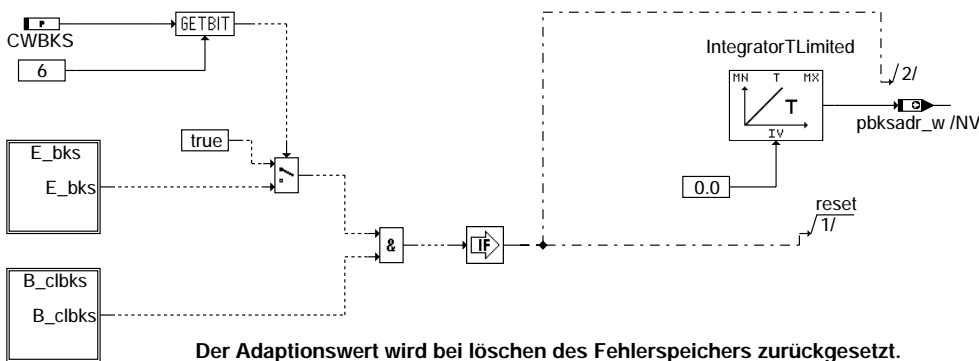 P
GETBIT
CWBKS
6
IntegratorTLimited
MN T MX
T
IV
/2/
pbksadr_w /NV
true
E_bks
E_bks
0.0
reset
1/
&
IF
B_clbks
B_clbks
Der Adaptionswert wird bei löschen des Fehlerspeichers zurückgesetzt.